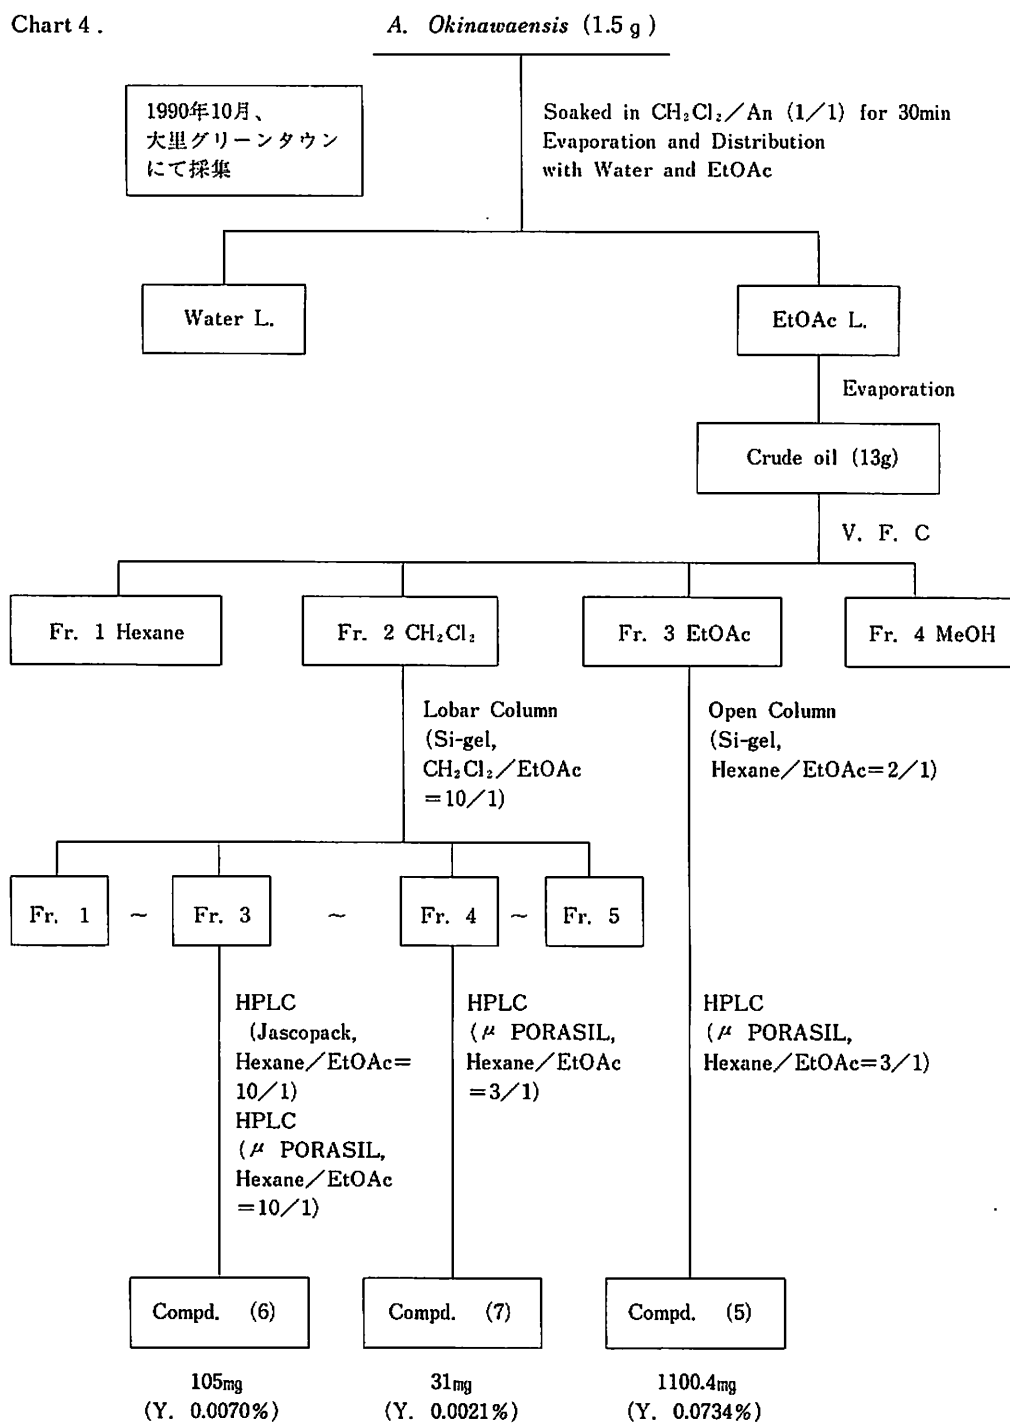 Chart 4 .
A. Okinawaensis (1.5 g )
1990年10月、
大里グリーンタウン
にて採集
Soaked in CH₂Cl₂／An (1／1) for 30min
Evaporation and Distribution
with Water and EtOAc
Water L.
EtOAc L.
Evaporation
Crude oil (13g)
V. F. C
Fr. 1 Hexane
Fr. 2 CH₂Cl₂
Fr. 3 EtOAc
Fr. 4 MeOH
Lobar Column
(Si-gel,
CH₂Cl₂／EtOAc
=10／1)
Open Column
(Si-gel,
Hexane／EtOAc=2／1)
Fr. 1 ~ Fr. 3 ~ Fr. 4 ~ Fr. 5
HPLC
(Jascopack,
Hexane／EtOAc=
10／1)
HPLC
(μ PORASIL,
Hexane／EtOAc
=10／1)
HPLC
(μ PORASIL,
Hexane／EtOAc
=3／1)
HPLC
(μ PORASIL,
Hexane／EtOAc=3／1)
Compd. (6)
Compd. (7)
Compd. (5)
105mg
(Y. 0.0070%)
31mg
(Y. 0.0021%)
1100.4mg
(Y. 0.0734%)